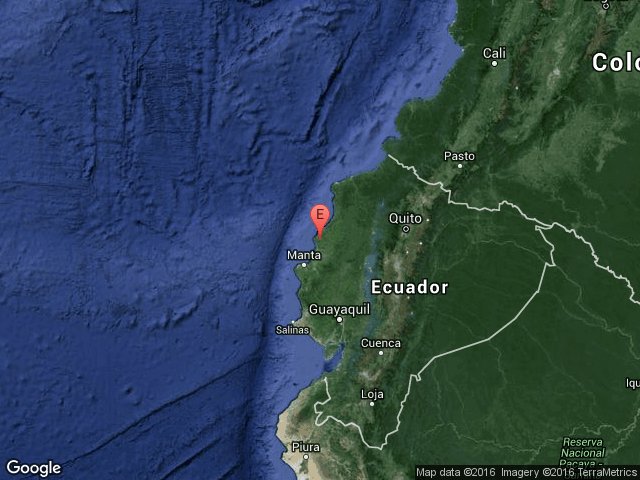 Cali
Colo
Pasto
E
Quito
Manta
Ecuador
Guayaquil
Salinas
Cuenca
Iqu
Loja
Reserva
Nacional
Pacaya -
Piura
Google
Map data ©2016 Imagery ©2016 TerraMetrics